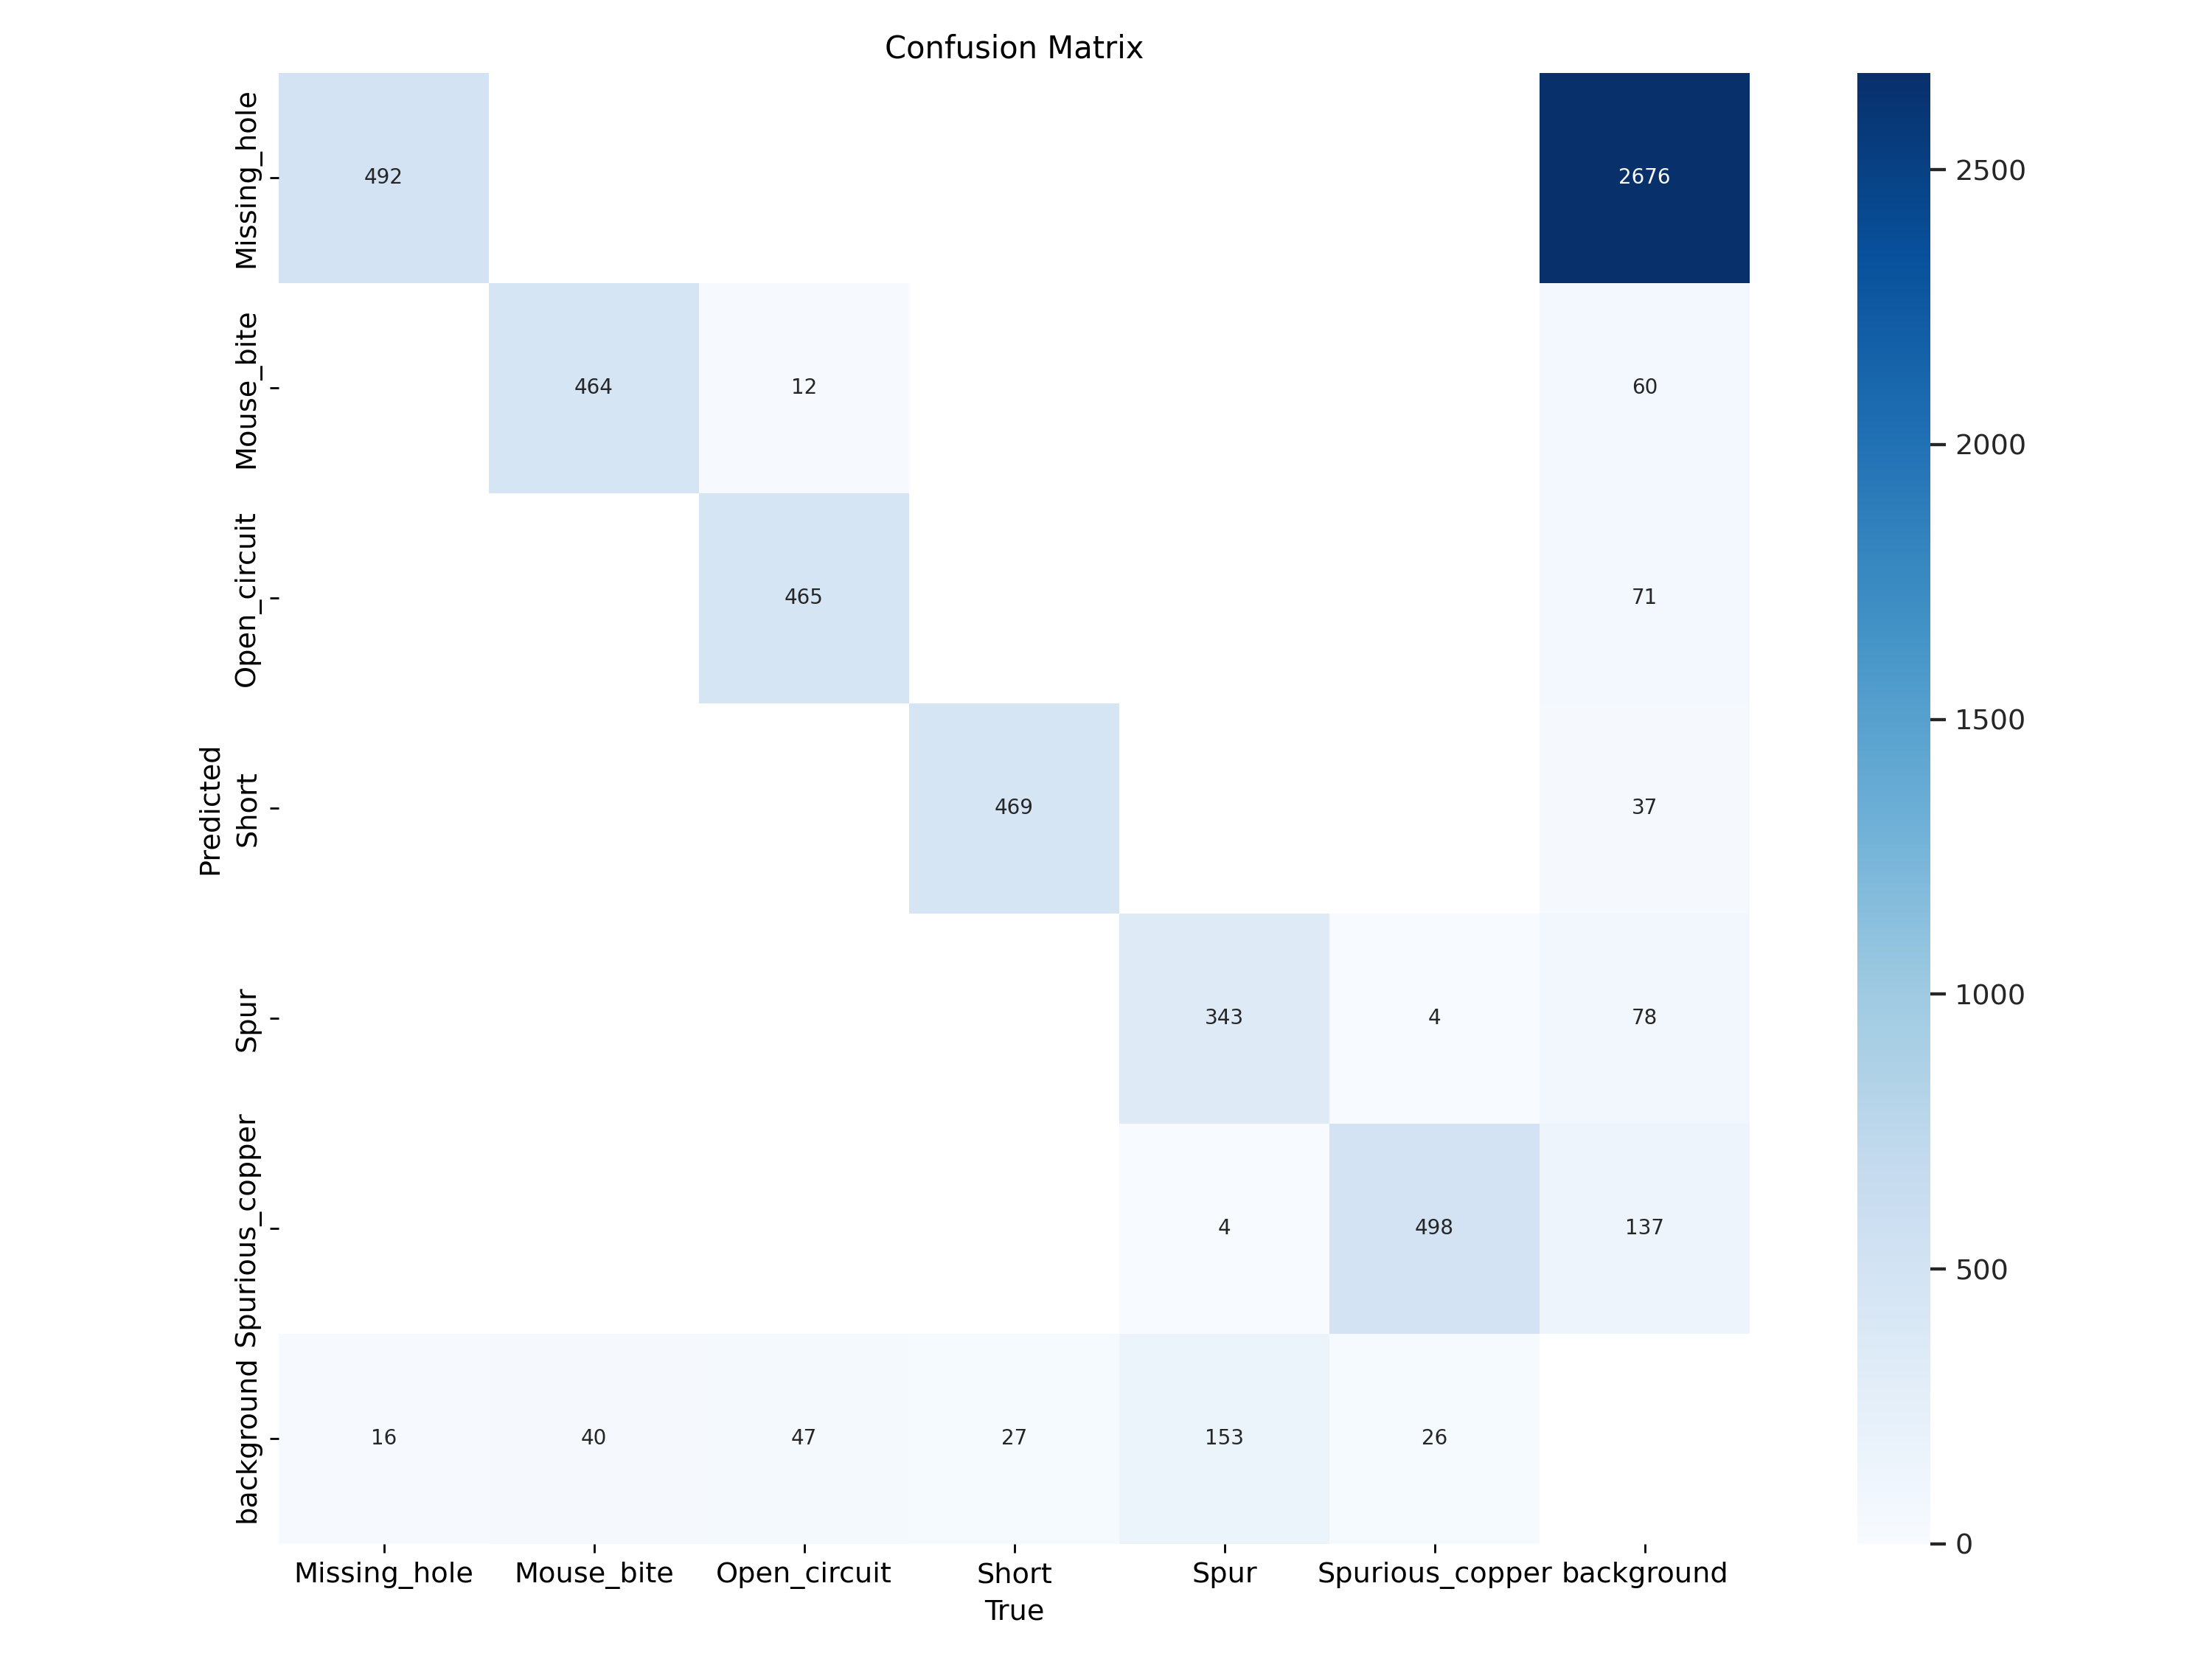 Confusion Matrix
Missing_hole
492
2676
Mouse_bite
464
12
60
Open_circuit
465
71
Short
469
37
Spur
343
4
78
Spurious_copper
4
498
137
background
16
40
47
27
153
26
Predicted
Missing_hole
Mouse_bite
Open_circuit
Short
Spur
Spurious_copper
background
True
2500
2000
1500
1000
500
0